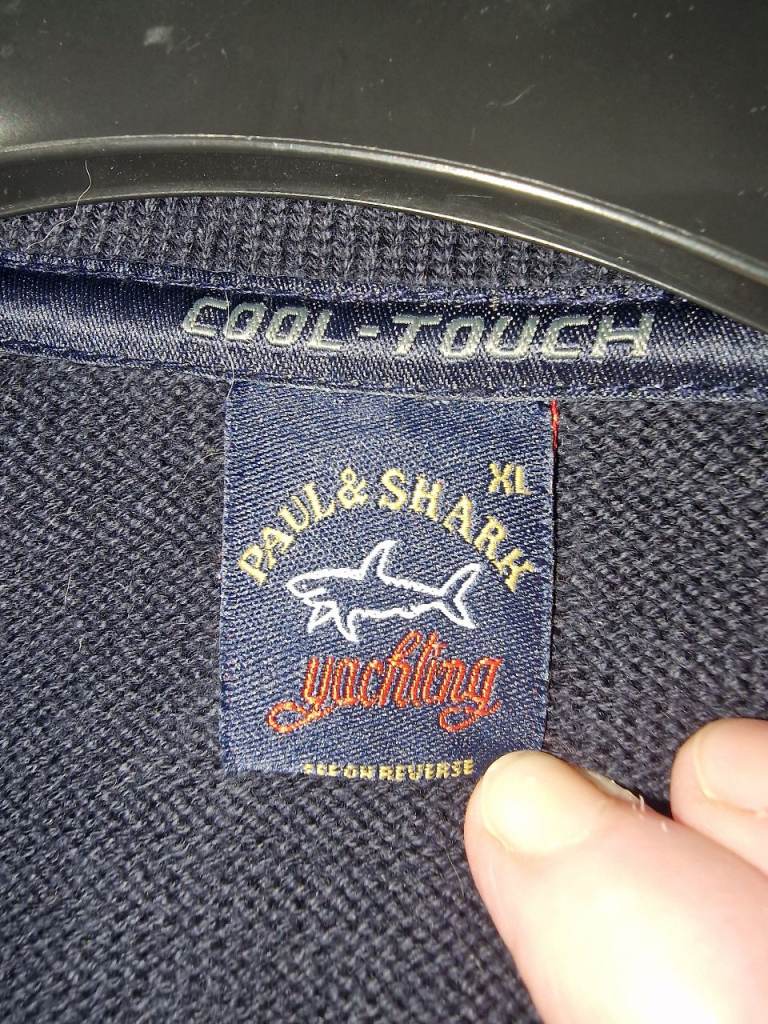 COOL-TOUCH
XL
PAUL & SHARK
yachting
SEE ON REVERSE